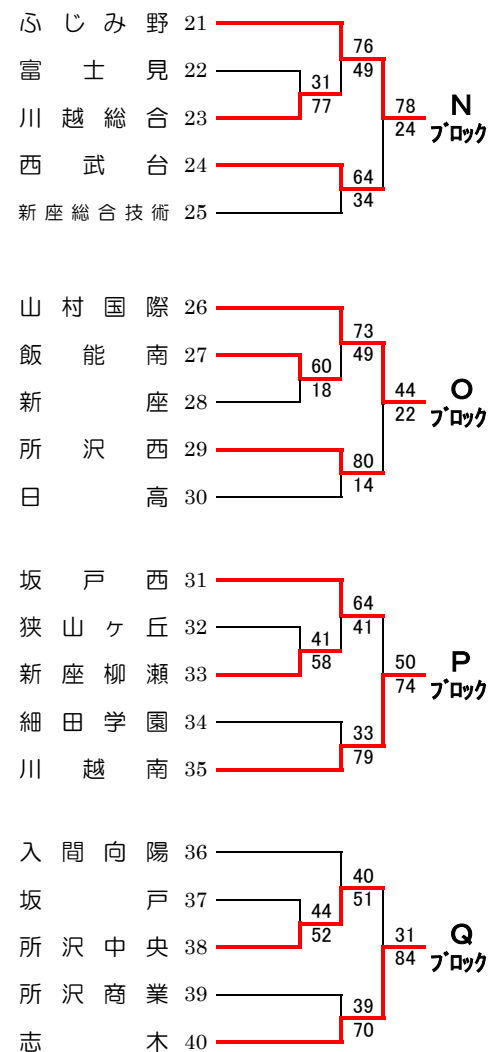 ふじみ野 21
76
49
富士見 22
31
77
78
24
N
ブロック
川越総合 23
西武台 24
64
34
新座総合技術 25
山村国際 26
73
49
飯能南 27
60
18
44
22
O
ブロック
新座 28
所沢西 29
80
14
日高 30
坂戸西 31
64
41
狭山ヶ丘 32
41
58
50
74
P
ブロック
新座柳瀬 33
細田学園 34
33
79
川越南 35
入間向陽 36
40
51
坂戸 37
44
52
31
84
Q
ブロック
所沢中央 38
所沢商業 39
39
70
志木 40